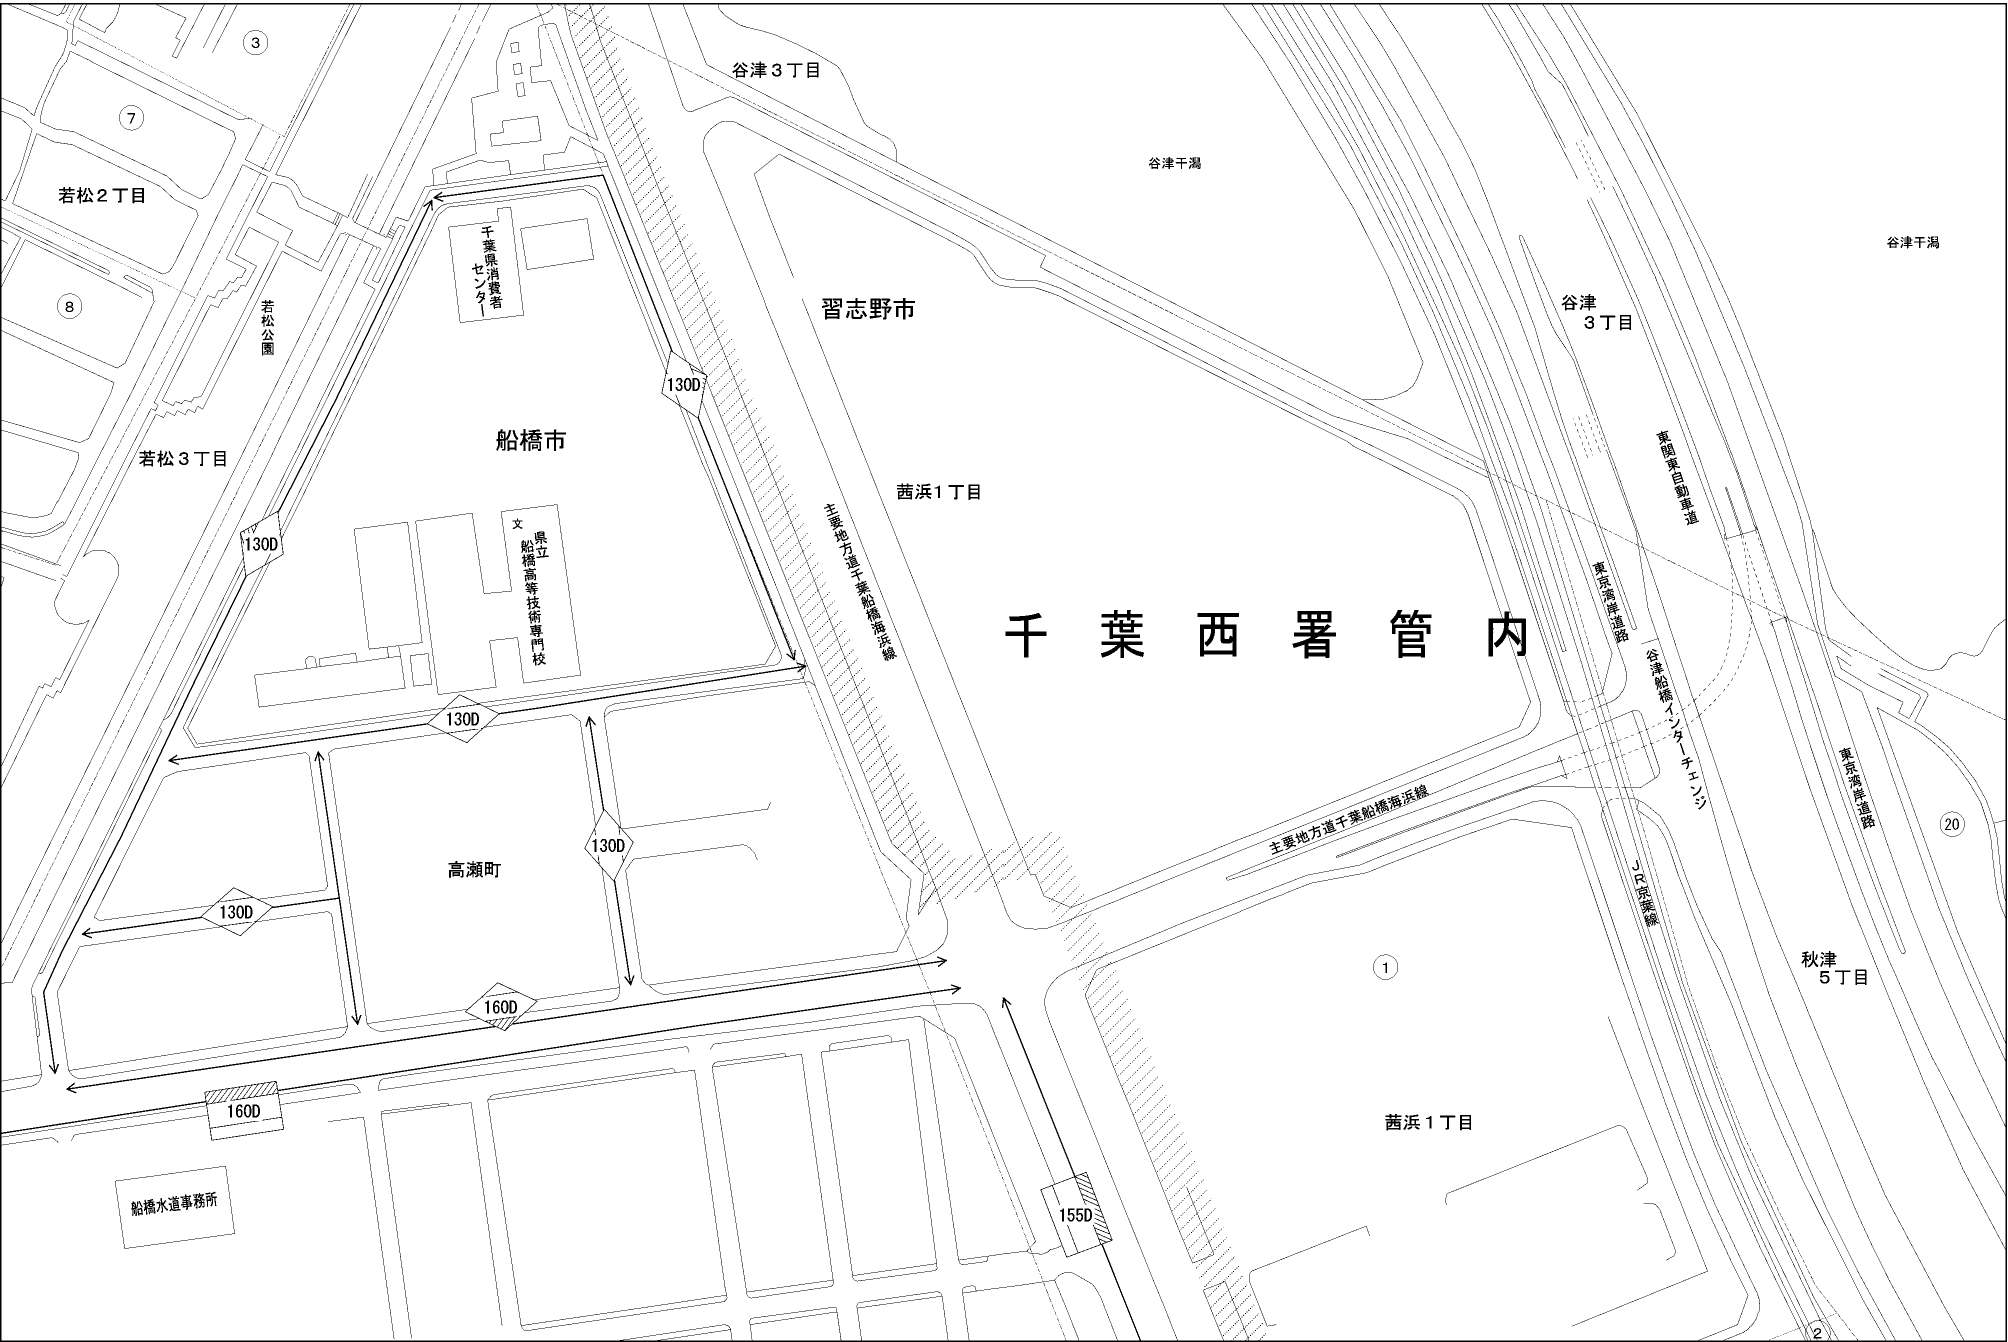 3
谷津３丁目
7
谷津干潟
若松２丁目
千葉県消費者
センター
谷津干潟
8
若松公園
習志野市
谷津
３丁目
130D
船橋市
若松３丁目
東関東自動車道
茜浜１丁目
主要地方道千葉船橋海浜線
文
県立
船橋高等技術専門校
130D
東京湾岸道路
千葉西署管内
谷津船橋インターチェンジ
130D
東京湾岸道路
主要地方道千葉船橋海浜線
20
130D
高瀬町
JR京葉線
130D
秋津
５丁目
1
160D
160D
茜浜１丁目
船橋水道事務所
155D
2